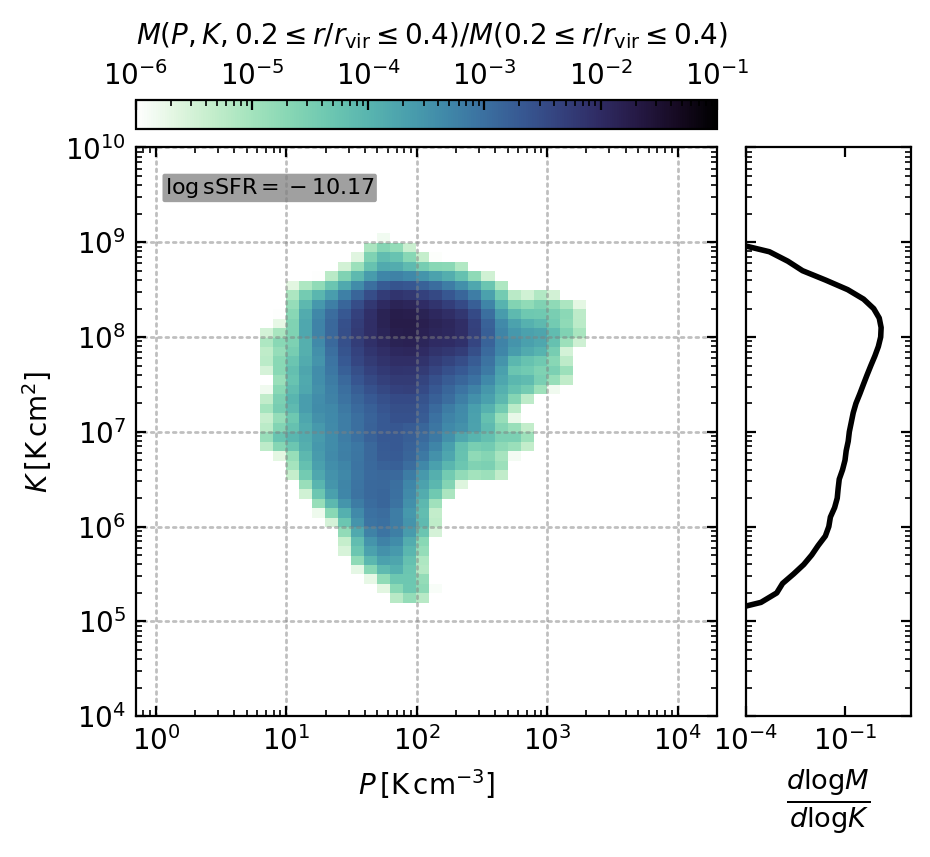 M(P, K, 0.2 ≤ r/r_vir ≤ 0.4)/M(0.2 ≤ r/r_vir ≤ 0.4)
10^−6 10^−5 10^−4 10^−3 10^−2 10^−1
log sSFR = −10.17
10^10
10^9
10^8
10^7
10^6
10^5
10^4
K [K cm^2]
10^0 10^1 10^2 10^3 10^4
P [K cm^−3]
10^−4 10^−1
dlogM
dlogK